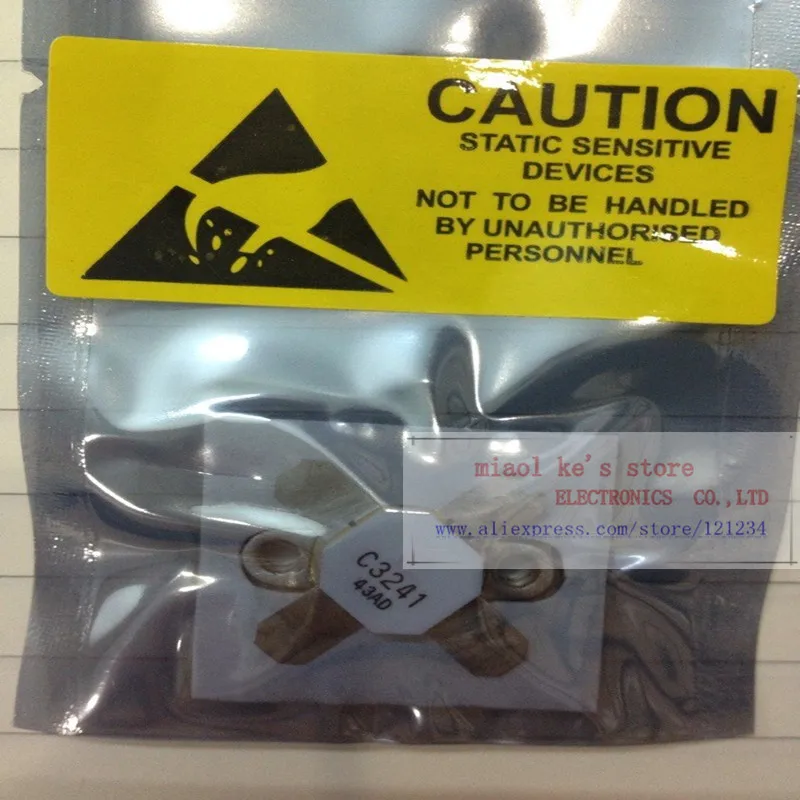 CAUTION
STATIC SENSITIVE
DEVICES
NOT TO BE HANDLED
BY UNAUTHORISED
PERSONNEL
miaol ke's store
ELECTRONICS CO.,LTD
www.aliexpress.com/store/121234
C3241
43AD